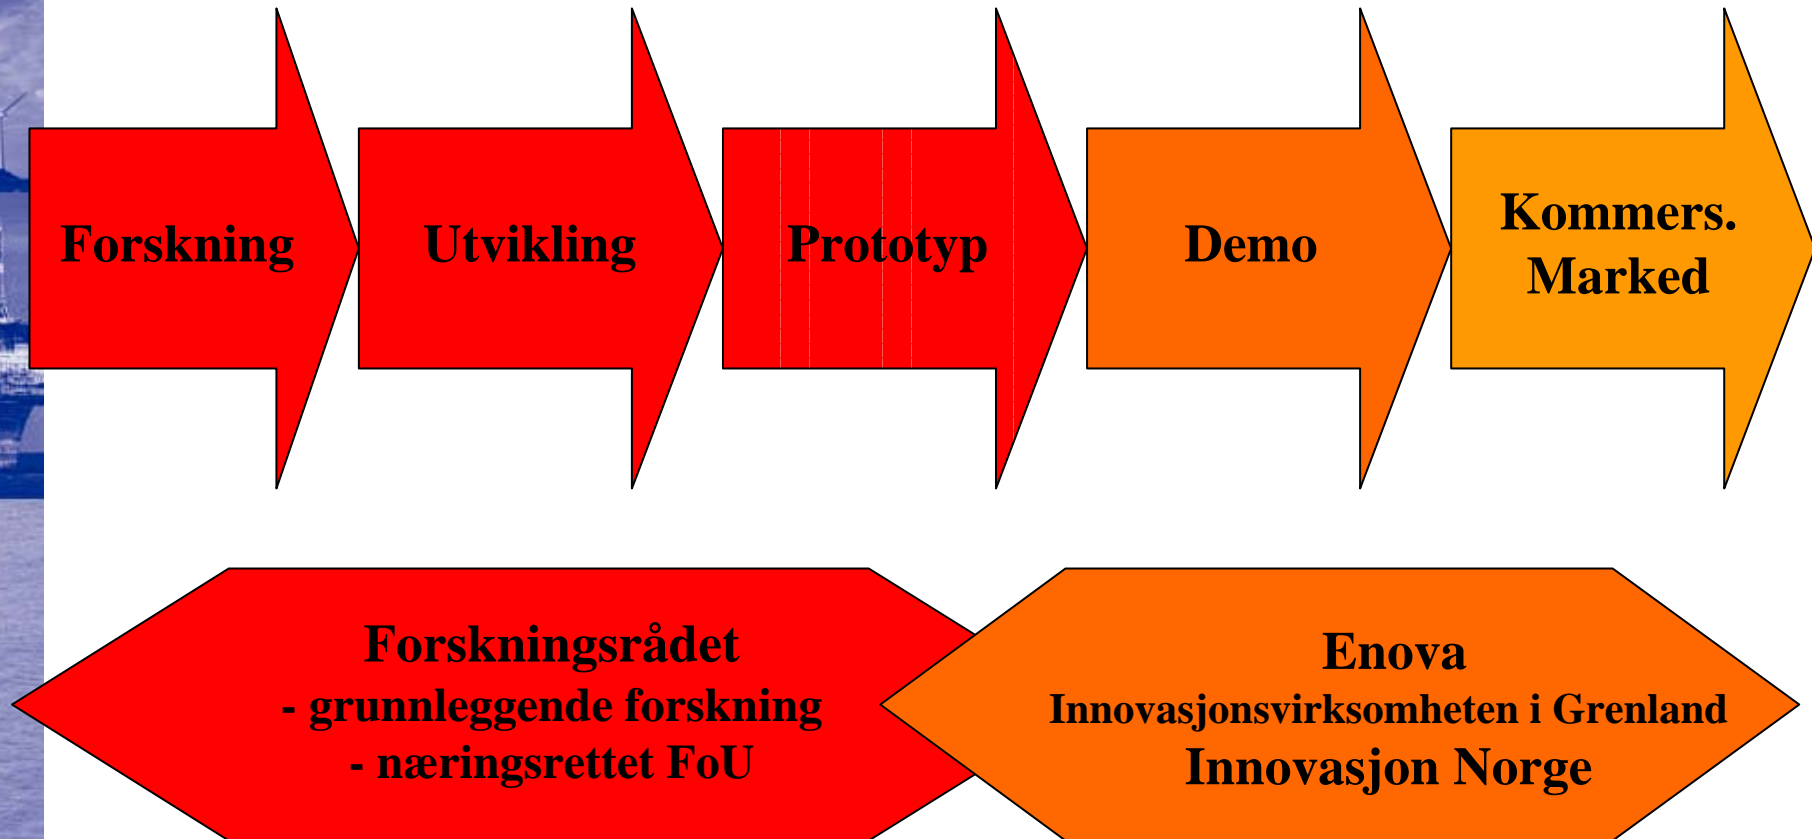 Forskning
Utvikling
Prototyp
Demo
Kommers.
Marked
Forskningsrådet
- grunnleggende forskning
- næringsrettet FoU
Enova
Innovasjonsvirksomheten i Grenland
Innovasjon Norge